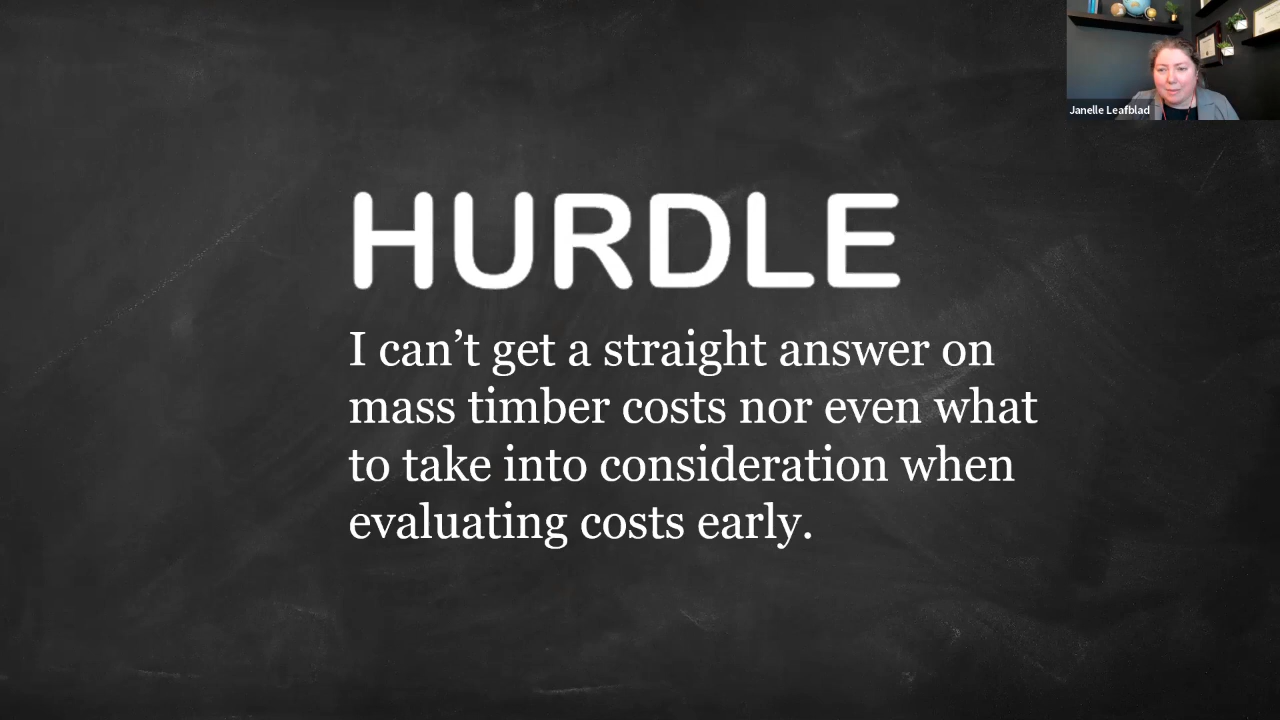 Janelle Leafblad
HURDLE
I can’t get a straight answer on
mass timber costs nor even what
to take into consideration when
evaluating costs early.